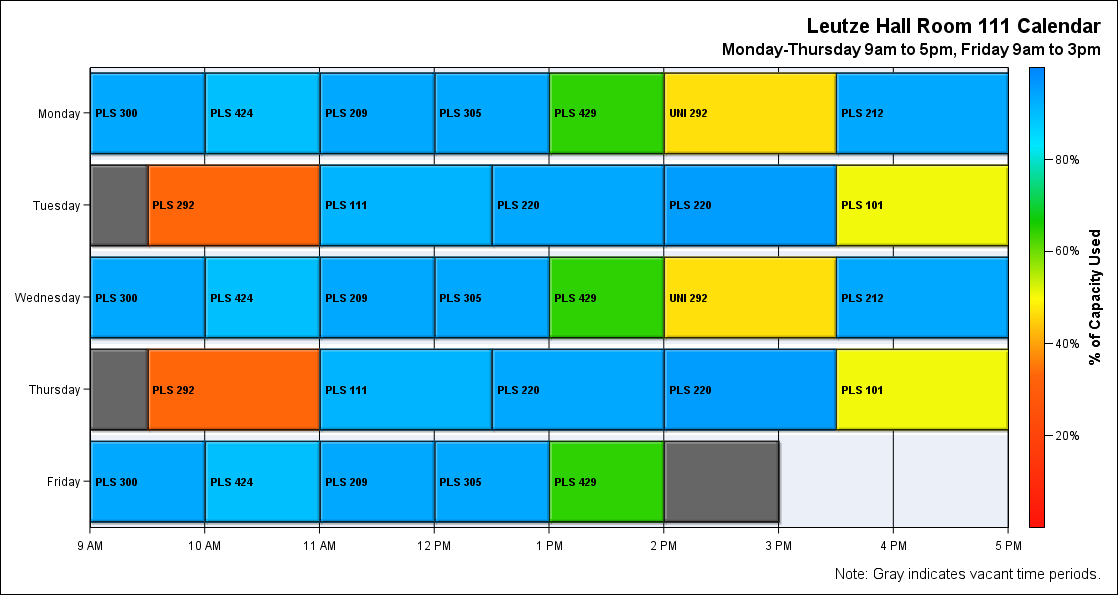 Leutze Hall Room 111 Calendar
Monday-Thursday 9am to 5pm, Friday 9am to 3pm
Monday
PLS 300
PLS 424
PLS 209
PLS 305
PLS 429
UNI 292
PLS 212
Tuesday
PLS 292
PLS 111
PLS 220
PLS 220
PLS 101
Wednesday
PLS 300
PLS 424
PLS 209
PLS 305
PLS 429
UNI 292
PLS 212
Thursday
PLS 292
PLS 111
PLS 220
PLS 220
PLS 101
Friday
PLS 300
PLS 424
PLS 209
PLS 305
PLS 429
9 AM
10 AM
11 AM
12 PM
1 PM
2 PM
3 PM
4 PM
5 PM
80%
60%
40%
20%
% of Capacity Used
Note: Gray indicates vacant time periods.